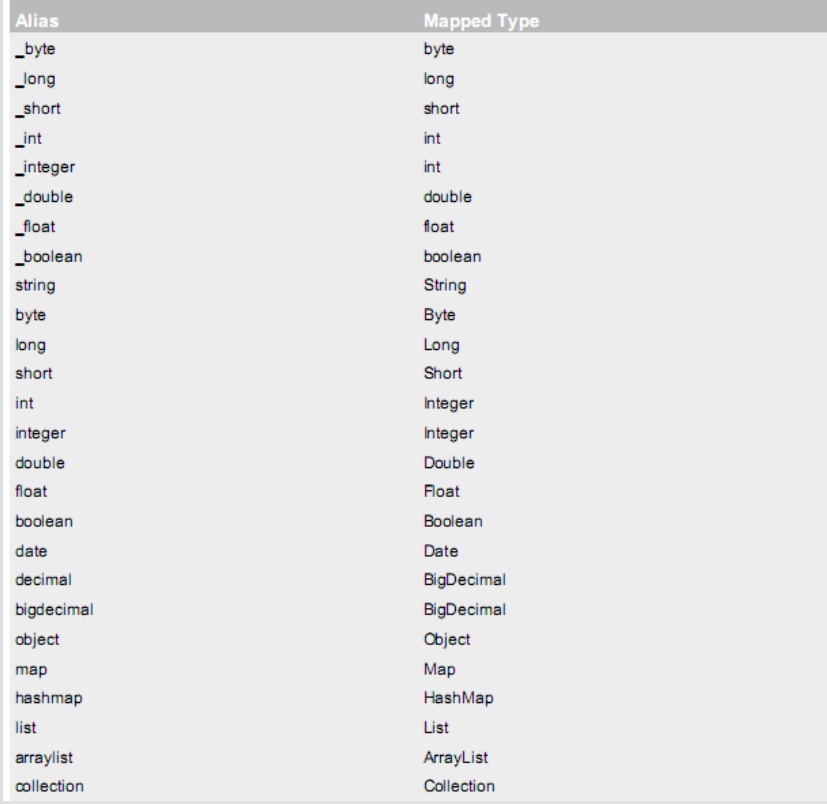 Alias Mapped Type
_byte byte
_long long
_short short
_int int
_integer int
_double double
_float float
_boolean boolean
string String
byte Byte
long Long
short Short
int Integer
integer Integer
double Double
float Float
boolean Boolean
date Date
decimal BigDecimal
bigdecimal BigDecimal
object Object
map Map
hashmap HashMap
list List
arraylist ArrayList
collection Collection